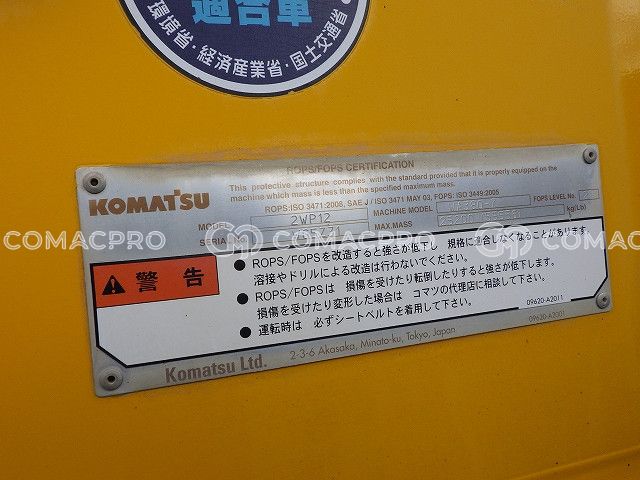 適合車
環境省・経済産業省・国土交通省
ROPS/FOPS CERTIFICATION
This protective structure complies with the standard provided that it is properly equipped on the
machine which mass is less than the specified maximum mass.
KOMATSU
ROPS:ISO 3471:2008, SAE J / ISO 3471 MAY 03, FOPS: ISO 3449:2005
FOPS LEVEL No.
MODEL 2WP12
MACHINE MODEL
SERIAL
MAX.MASS
kg(Lb)
COMACPRO COMACPRO COMACPRO
警告
● ROPS/FOPSを改造すると強さが低下し 規格に適合しなくなることがあります。
溶接やドリルによる改造は行わないでください。
● ROPS/FOPSは 損傷を受けたり転倒したりすると強さが低下します。
損傷を受けたり変形した場合は コマツの代理店に相談して下さい。
● 運転時は 必ずシートベルトを着用して下さい。
09620-A2011
09620-A2001
Komatsu Ltd.
2-3-6 Akasaka, Minato-ku, Tokyo, Japan